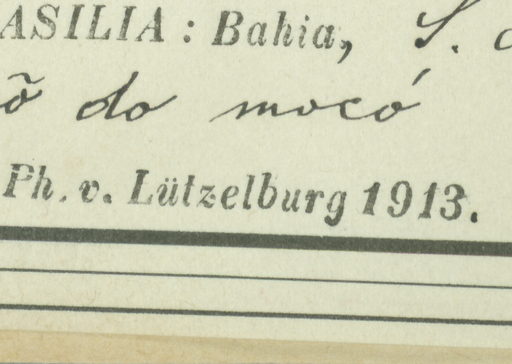 ASILIA : Bahia, S.
õ do mocó
Ph. v. Lützelburg 1913.